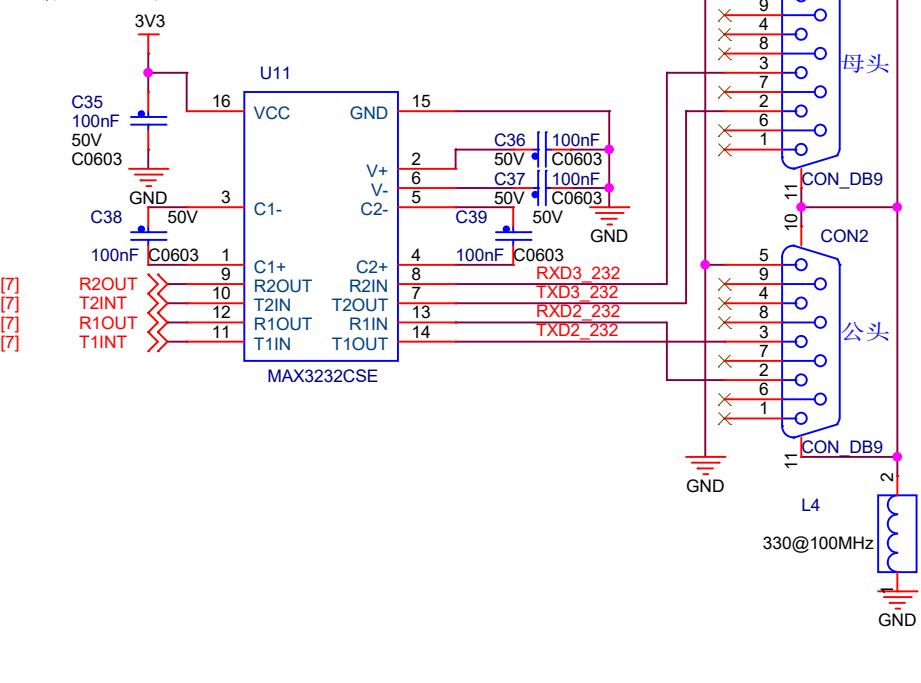 3V3
9
4
8
3
7
2
6
1
母头
U11
C35
100nF
50V
C0603
GND
16
VCC
GND
15
V+
2
V-
6
C2-
5
C36
100nF
50V
C0603
C37
100nF
50V
C0603
GND
3
C1-
C38
50V
100nF
C0603
C39
50V
100nF
C0603
1
C1+
C2+
4
[7]
R2OUT
9
R2OUT
R2IN
8
RXD3_232
[7]
T2INT
10
T2IN
T2OUT
7
TXD3_232
[7]
R1OUT
12
R1OUT
R1IN
13
RXD2_232
[7]
T1INT
11
T1IN
T1OUT
14
TXD2_232
MAX3232CSE
11
CON_DB9
10
CON2
5
9
4
8
3
7
2
6
1
公头
11
CON_DB9
GND
L4
2
330@100MHz
1
GND